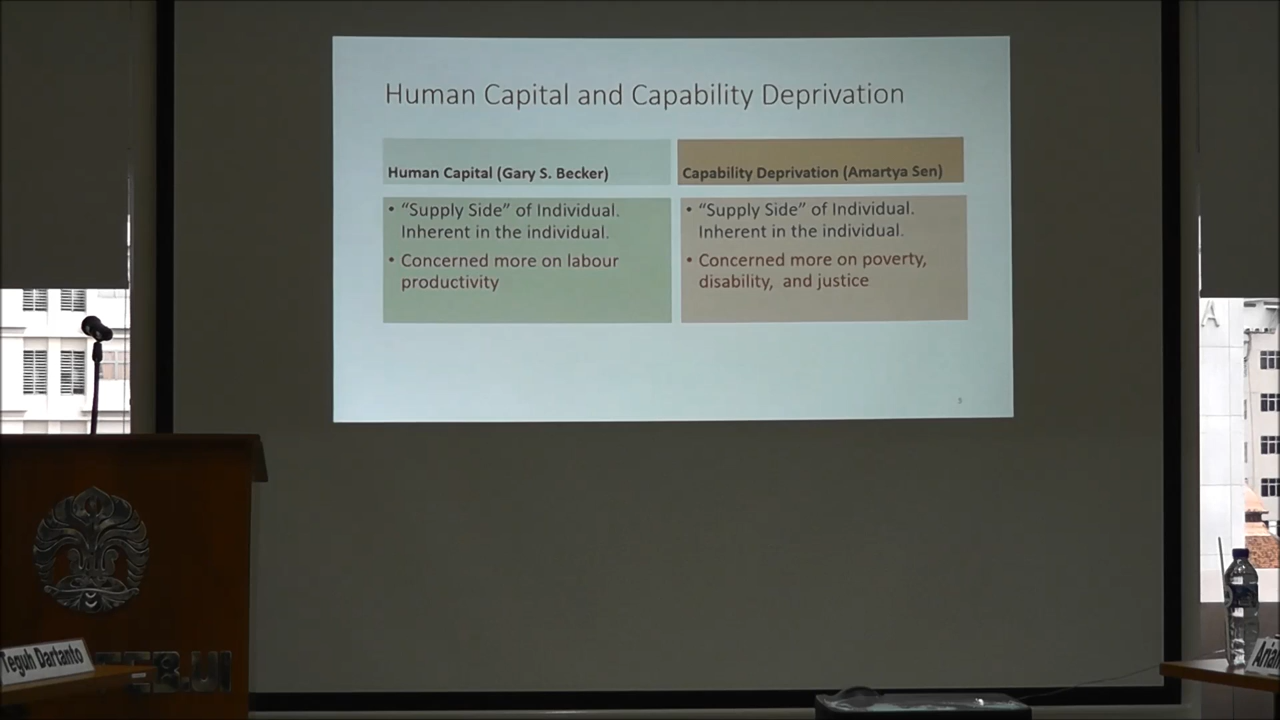 Human Capital and Capability Deprivation
Human Capital (Gary S. Becker)
• “Supply Side” of Individual.
Inherent in the individual.
• Concerned more on labour
productivity
Capability Deprivation (Amartya Sen)
• “Supply Side” of Individual.
Inherent in the individual.
• Concerned more on poverty,
disability, and justice
A
Teguh Dartanto